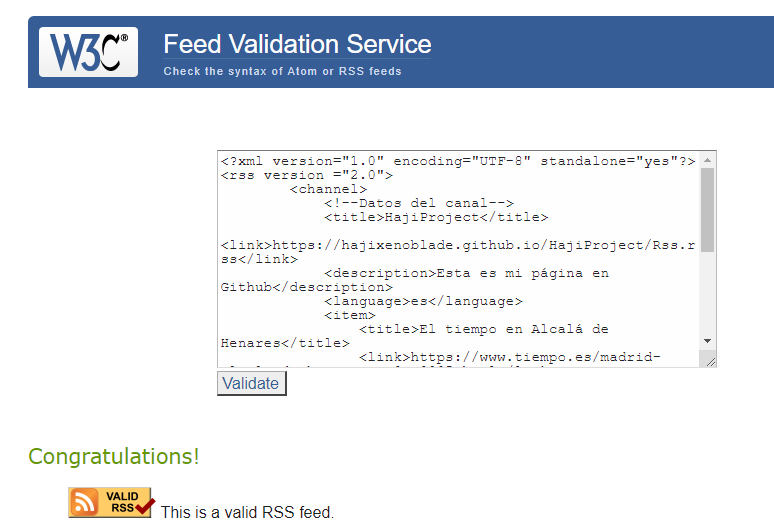 W3C®
Feed Validation Service
Check the syntax of Atom or RSS feeds
<?xml version="1.0" encoding="UTF-8" standalone="yes"?>
<rss version ="2.0">
<channel>
<!--Datos del canal-->
<title>HajiProject</title>
<link>https://hajixenoblade.github.io/HajiProject/Rss.r
ss</link>
<description>Esta es mi página en
Github</description>
<language>es</language>
<item>
<title>El tiempo en Alcalá de
Henares</title>
<link>https://www.tiempo.es/madrid-
Validate
Congratulations!
VALID
RSS
This is a valid RSS feed.